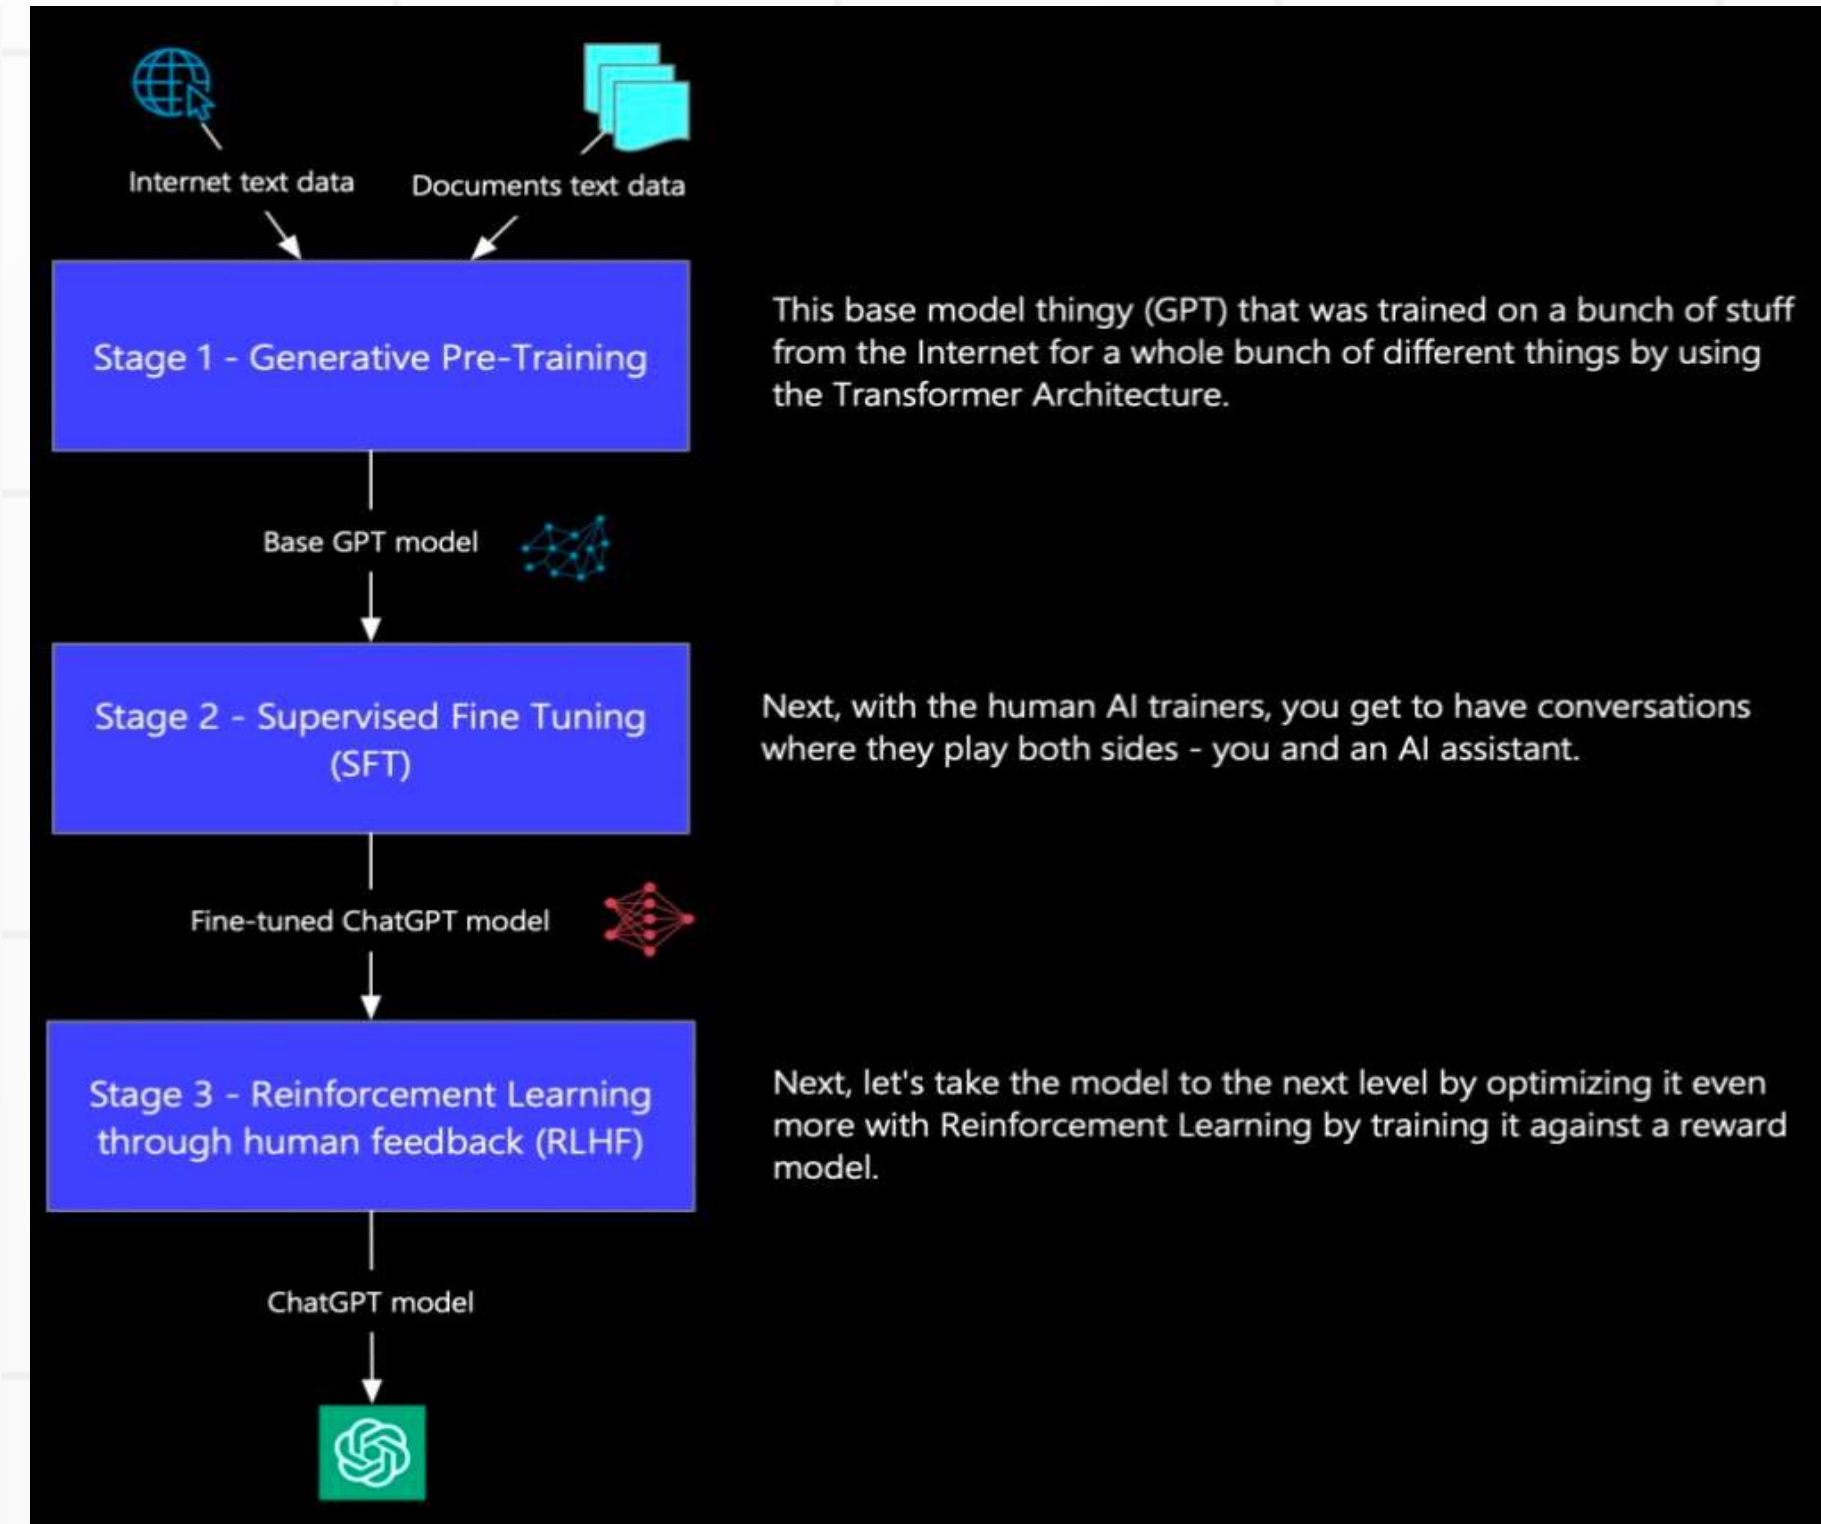 Internet text data
Documents text data
Stage 1 - Generative Pre-Training
This base model thingy (GPT) that was trained on a bunch of stuff
from the Internet for a whole bunch of different things by using
the Transformer Architecture.
Base GPT model
Stage 2 - Supervised Fine Tuning
(SFT)
Next, with the human AI trainers, you get to have conversations
where they play both sides - you and an AI assistant.
Fine-tuned ChatGPT model
Stage 3 - Reinforcement Learning
through human feedback (RLHF)
Next, let's take the model to the next level by optimizing it even
more with Reinforcement Learning by training it against a reward
model.
ChatGPT model